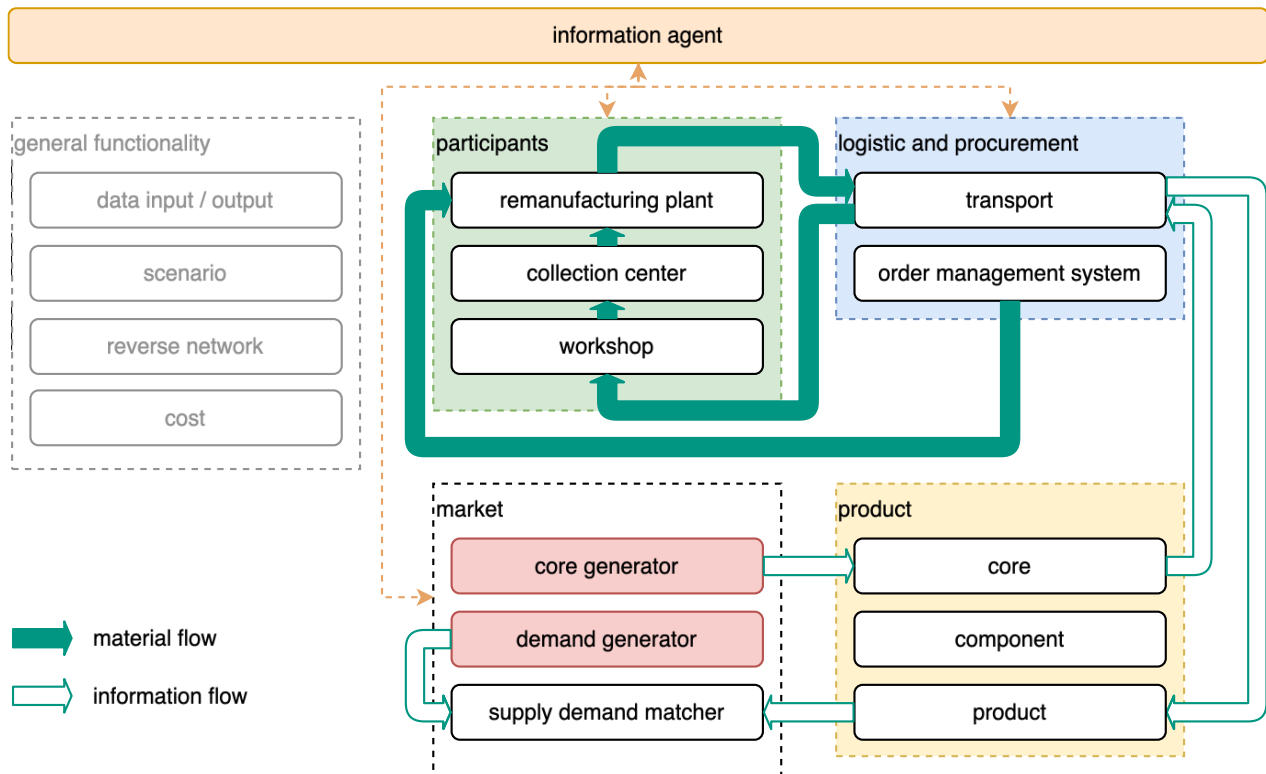 information agent
general functionality
data input / output
scenario
reverse network
cost
participants
remanufacturing plant
collection center
workshop
logistic and procurement
transport
order management system
market
core generator
demand generator
supply demand matcher
product
core
component
product
material flow
information flow